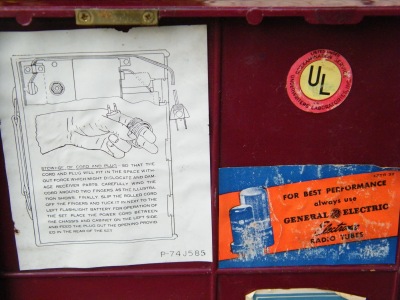 STORAGE OF CORD AND PLUG - SO THAT THE
CORD AND PLUG WILL FIT IN THE SPACE WITH-
OUT FORCE WHICH MIGHT DISLOCATE AND DAM-
AGE RECEIVER PARTS, CAREFULLY WIND THE
CORD AROUND TWO FINGERS AS THE ILLUSTRA-
TION SHOWS. FINALLY, SLIP THE ROLLED CORD
OFF THE FINGERS AND TUCK IT IN NEXT TO THE
LEFT FLASHLIGHT BATTERY. FOR OPERATION OF
THE SET PLACE THE POWER CORD BETWEEN
THE CHASSIS AND CABINET ON THE LEFT SIDE
AND FEED THE PLUG OUT THE OPENING PROVID-
ED IN THE REAR OF THE
P-74J585
UL
UNDERWRITERS LABORATORIES
FOR BEST PERFORMANCE
always use
GENERAL ELECTRIC
Electronic
RADIO TUBES